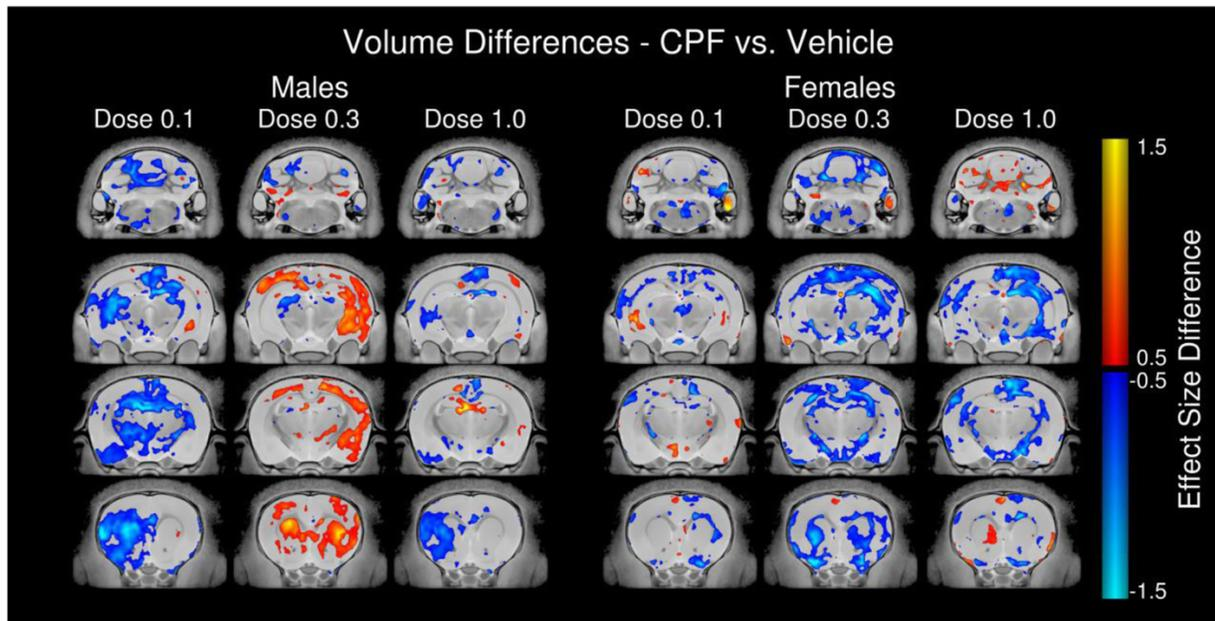 Volume Differences - CPF vs. Vehicle
Males
Females
Dose 0.1
Dose 0.3
Dose 1.0
Dose 0.1
Dose 0.3
Dose 1.0
1.5
0.5
-0.5
-1.5
Effect Size Difference